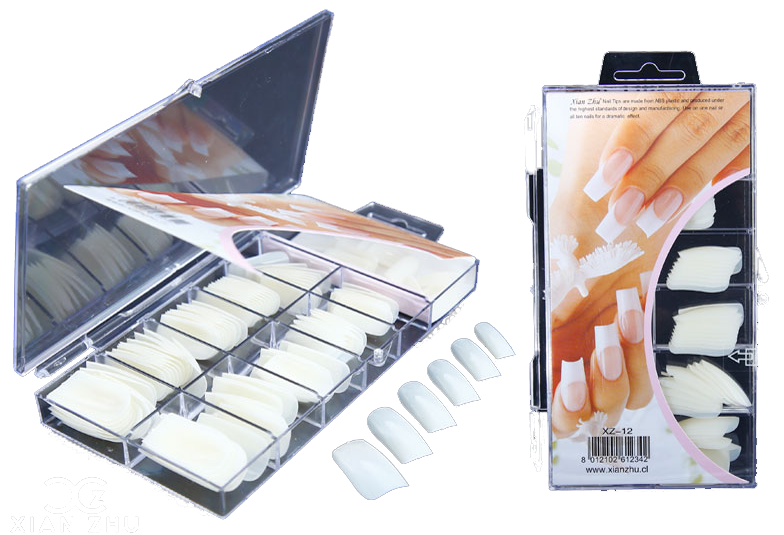 Xian Zhu Nail Tips are made from ABS plastic and produced under
the highest standards of design and manufacturing. Use on one nail or
all ten nails for a dramatic effect.
XZ-12
8 012102 612342
www.xianzhu.cl
XIAN ZHU